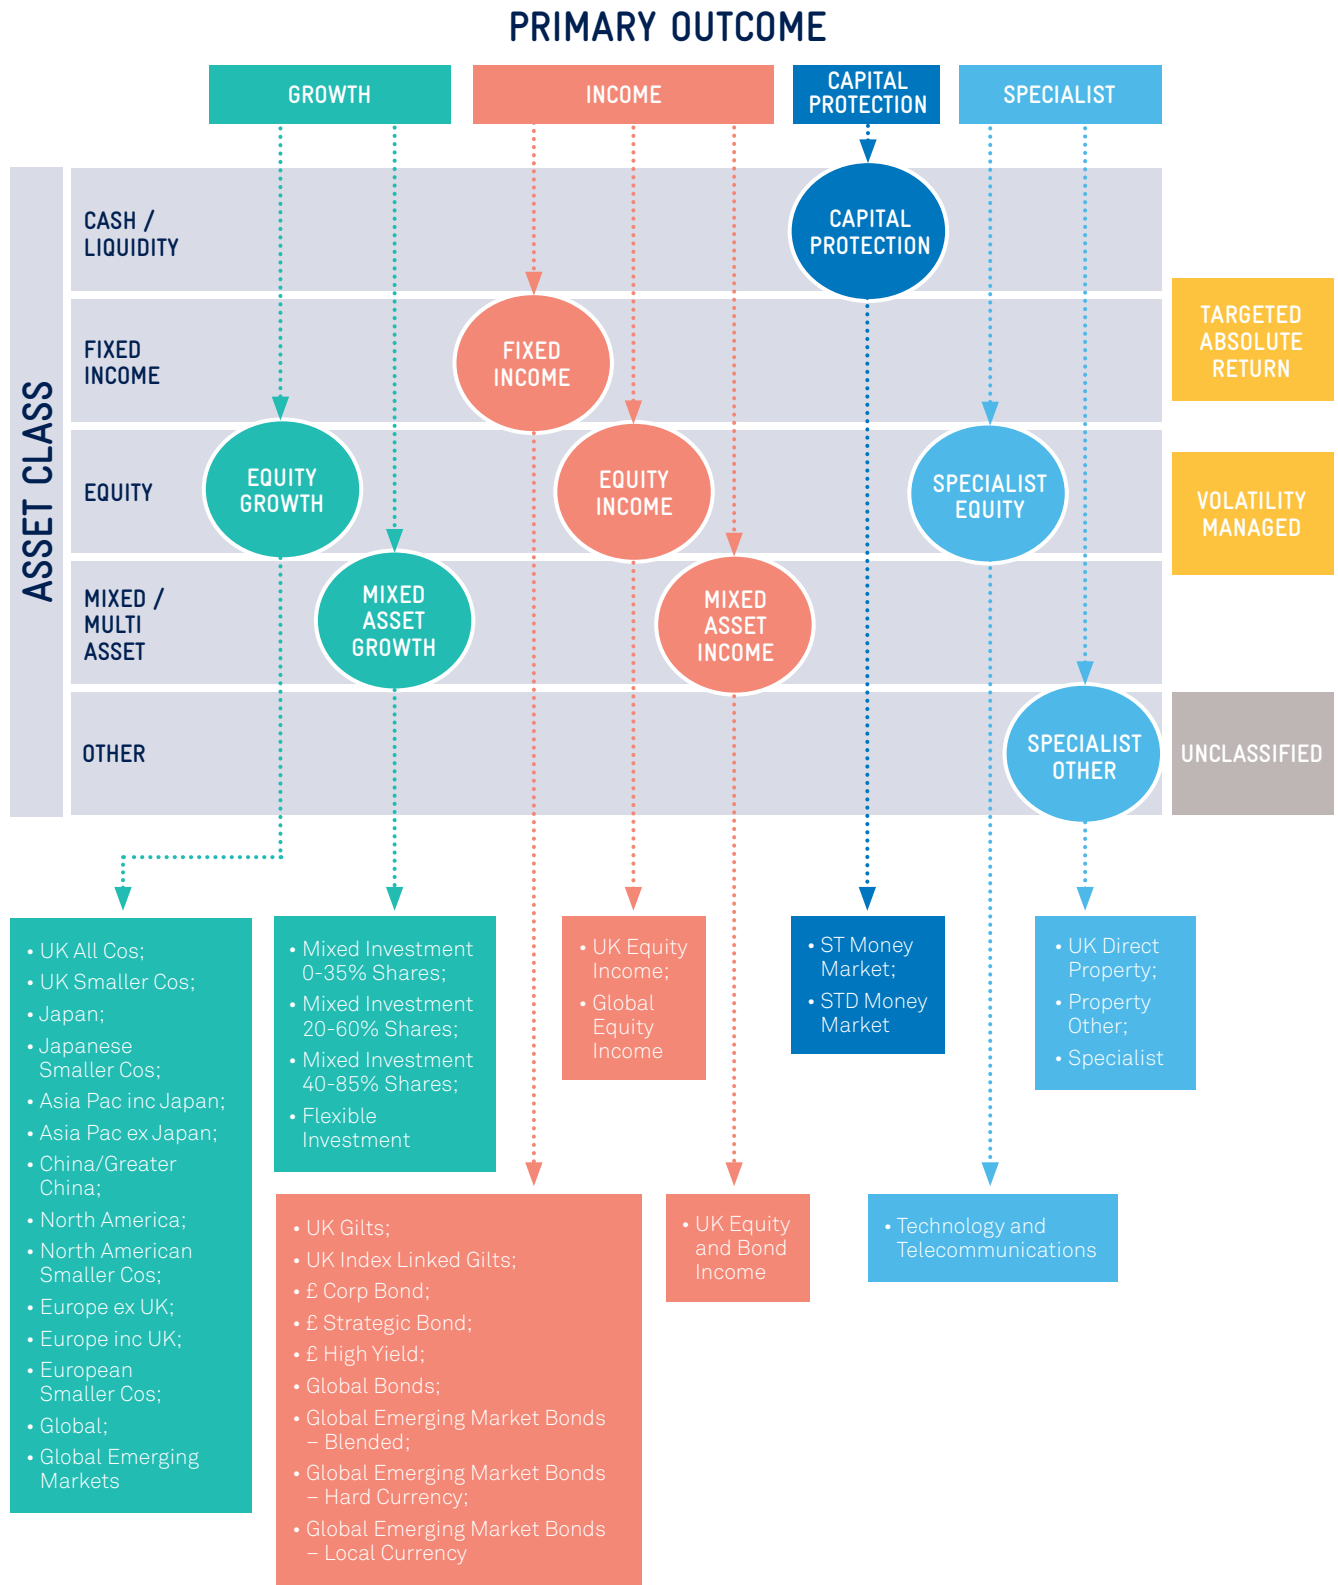 PRIMARY OUTCOME
GROWTH
INCOME
CAPITAL
PROTECTION
SPECIALIST
ASSET CLASS
CASH /
LIQUIDITY
CAPITAL
PROTECTION
FIXED
INCOME
FIXED
INCOME
TARGETED
ABSOLUTE
RETURN
EQUITY
EQUITY
GROWTH
EQUITY
INCOME
SPECIALIST
EQUITY
VOLATILITY
MANAGED
MIXED /
MULTI
ASSET
MIXED
ASSET
GROWTH
MIXED
ASSET
INCOME
OTHER
SPECIALIST
OTHER
UNCLASSIFIED
• UK All Cos;
• UK Smaller Cos;
• Japan;
• Japanese
Smaller Cos;
• Asia Pac inc Japan;
• Asia Pac ex Japan;
• China/Greater
China;
• North America;
• North American
Smaller Cos;
• Europe ex UK;
• Europe inc UK;
• European
Smaller Cos;
• Global;
• Global Emerging
Markets
• Mixed Investment
0-35% Shares;
• Mixed Investment
20-60% Shares;
• Mixed Investment
40-85% Shares;
• Flexible
Investment
• UK Equity
Income;
• Global
Equity
Income
• ST Money
Market;
• STD Money
Market
• UK Direct
Property;
• Property
Other;
• Specialist
• UK Gilts;
• UK Index Linked Gilts;
• £ Corp Bond;
• £ Strategic Bond;
• £ High Yield;
• Global Bonds;
• Global Emerging Market Bonds
– Blended;
• Global Emerging Market Bonds
– Hard Currency;
• Global Emerging Market Bonds
– Local Currency
• UK Equity
and Bond
Income
• Technology and
Telecommunications